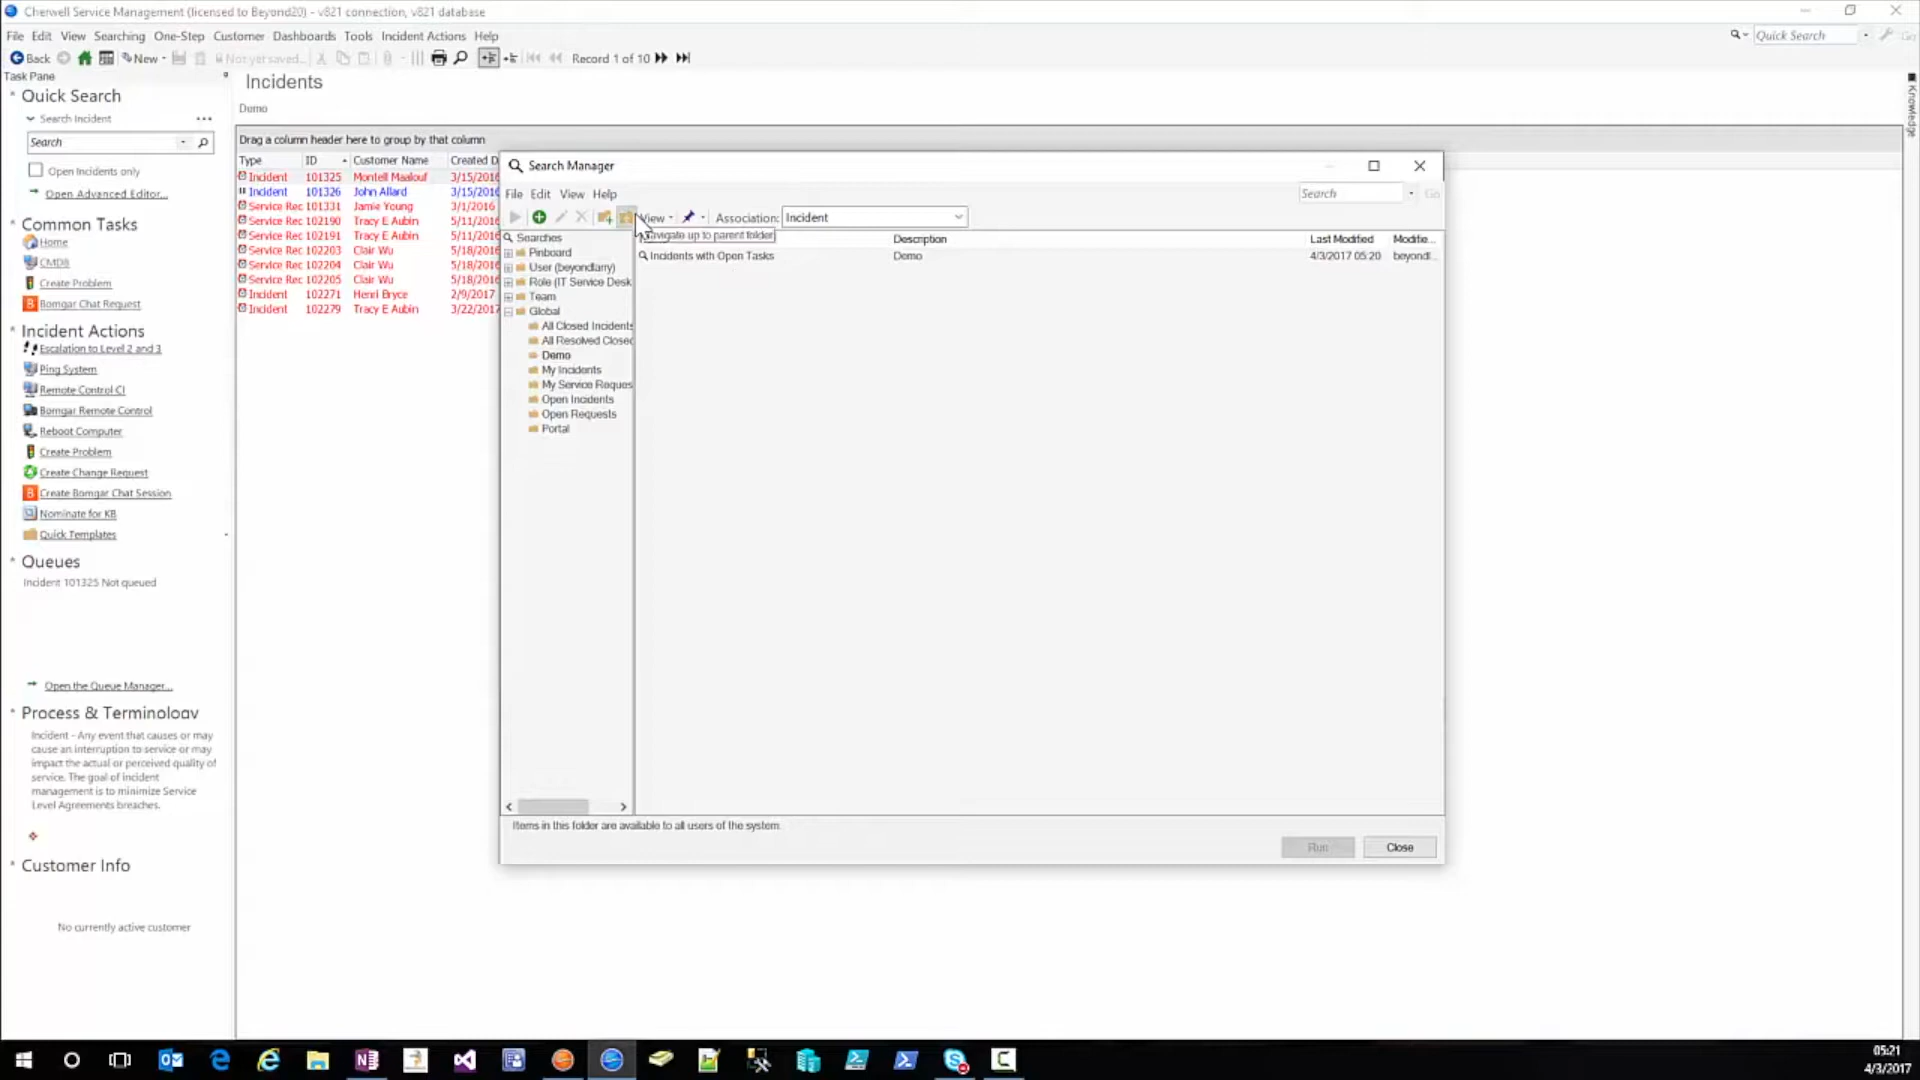 Cherwell Service Management (licensed to Beyond20) - v821 connection, v821 database
File Edit View Searching One-Step Customer Dashboards Tools Incident Actions Help
Quick Search Go
Back New Not yet saved... Record 1 of 10
Task Pane
Quick Search
Search Incident
Search
Open Incidents only
Open Advanced Editor...
Common Tasks
Home
CMDB
Create Problem
Bomgar Chat Request
Incident Actions
Escalation to Level 2 and 3
Ping System
Remote Control CI
Bomgar Remote Control
Reboot Computer
Create Problem
Create Change Request
Create Bomgar Chat Session
Nominate for KB
Quick Templates
Queues
Incident 101325 Not queued
Open the Queue Manager...
Process & Terminology
Incident - Any event that causes or may
cause an interruption to service or may
impact the actual or perceived quality of
service. The goal of incident
management is to minimize Service
Level Agreements breaches.
Customer Info
No currently active customer
Incidents
Demo
Drag a column header here to group by that column
Type ID Customer Name Created D
Incident 101325 Montell Maalouf 3/15/2016
Incident 101326 John Allard 3/15/2016
Service Rec 101331 Jamie Young 3/1/2016
Service Rec 102190 Tracy E Aubin 5/11/2016
Service Rec 102191 Tracy E Aubin 5/11/2016
Service Rec 102203 Clair Wu 5/18/2016
Service Rec 102204 Clair Wu 5/18/2016
Service Rec 102205 Clair Wu 5/18/2016
Incident 102271 Henri Bryce 2/9/2017
Incident 102279 Tracy E Aubin 3/22/2017
Search Manager
File Edit View Help
Search Go
View Association: Incident
Navigate up to parent folder
Searches
Pinboard
User (beyondlarry)
Role (IT Service Desk
Team
Global
All Closed Incidents
All Resolved Closed
Demo
My Incidents
My Service Reques
Open Incidents
Open Requests
Portal
Description Last Modified Modifie...
Incidents with Open Tasks Demo 4/3/2017 05:20 beyondl...
Items in this folder are available to all users of the system
Run Close
Knowledge
05:21
4/3/2017